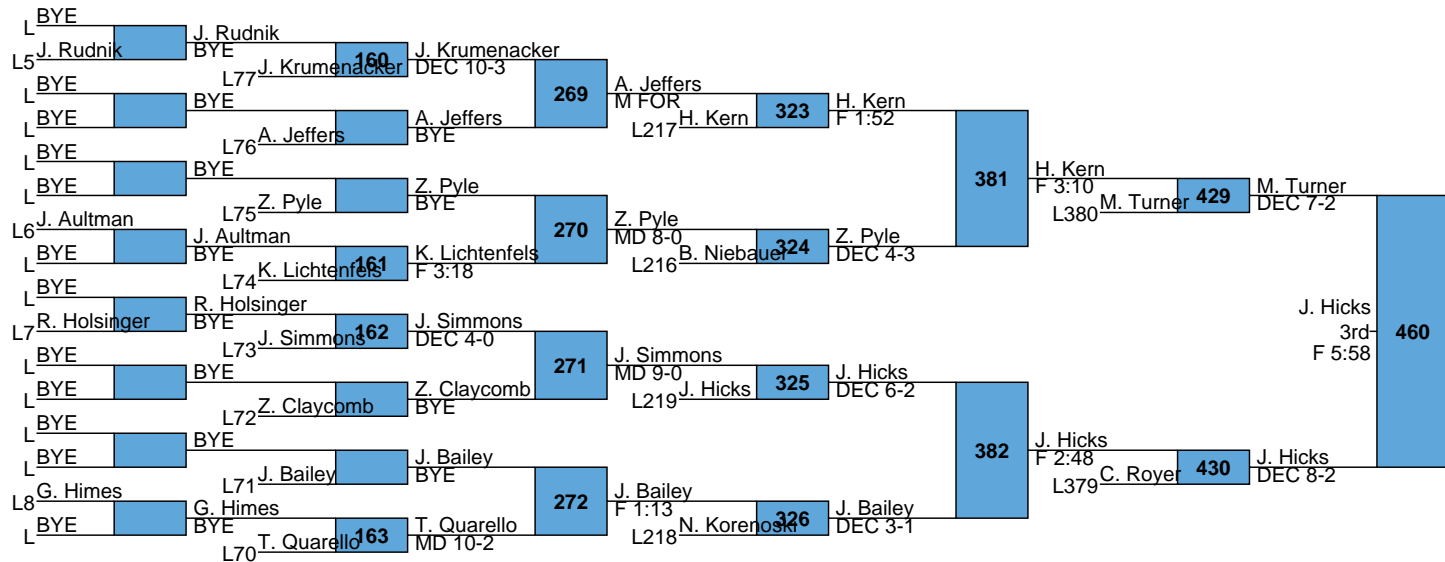 BYE
L
J. Rudnik
L5
J. Rudnik
BYE
J. Krumenacker
L77
160
J. Krumenacker
DEC 10-3
BYE
L
BYE
L
BYE
A. Jeffers
L76
A. Jeffers
BYE
269
A. Jeffers
M FOR
H. Kern
L217
323
H. Kern
F 1:52
BYE
L
BYE
L
BYE
Z. Pyle
L75
Z. Pyle
BYE
J. Aultman
L6
BYE
L
J. Aultman
BYE
K. Lichtenfels
L74
161
K. Lichtenfels
F 3:18
270
Z. Pyle
MD 8-0
B. Niebauer
L216
324
Z. Pyle
DEC 4-3
381
H. Kern
F 3:10
M. Turner
L380
429
M. Turner
DEC 7-2
BYE
L
R. Holsinger
L7
R. Holsinger
BYE
J. Simmons
L73
162
J. Simmons
DEC 4-0
BYE
L
BYE
L
BYE
Z. Claycomb
L72
Z. Claycomb
BYE
271
J. Simmons
MD 9-0
J. Hicks
L219
325
J. Hicks
DEC 6-2
BYE
L
BYE
L
BYE
J. Bailey
L71
J. Bailey
BYE
G. Himes
L8
BYE
L
G. Himes
BYE
T. Quarello
L70
163
T. Quarello
MD 10-2
272
J. Bailey
F 1:13
N. Korenoski
L218
326
J. Bailey
DEC 3-1
382
J. Hicks
F 2:48
C. Royer
L379
430
J. Hicks
DEC 8-2
460
J. Hicks
3rd
F 5:58